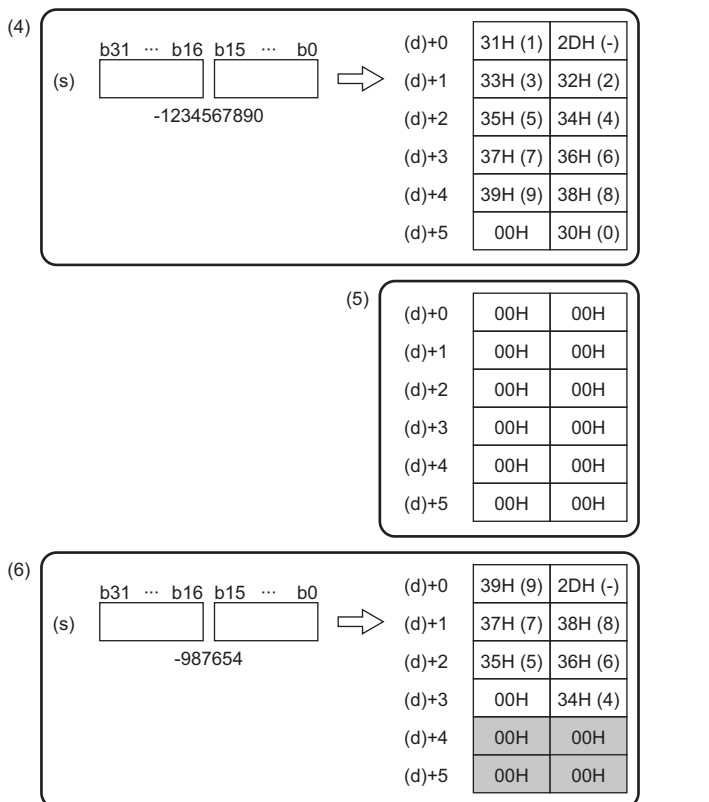 (4)
b31 ··· b16 b15 ··· b0
(s)
-1234567890
(d)+0 31H (1) 2DH (-)
(d)+1 33H (3) 32H (2)
(d)+2 35H (5) 34H (4)
(d)+3 37H (7) 36H (6)
(d)+4 39H (9) 38H (8)
(d)+5 00H 30H (0)
(5)
(d)+0 00H 00H
(d)+1 00H 00H
(d)+2 00H 00H
(d)+3 00H 00H
(d)+4 00H 00H
(d)+5 00H 00H
(6)
b31 ··· b16 b15 ··· b0
(s)
-987654
(d)+0 39H (9) 2DH (-)
(d)+1 37H (7) 38H (8)
(d)+2 35H (5) 36H (6)
(d)+3 00H 34H (4)
(d)+4 00H 00H
(d)+5 00H 00H